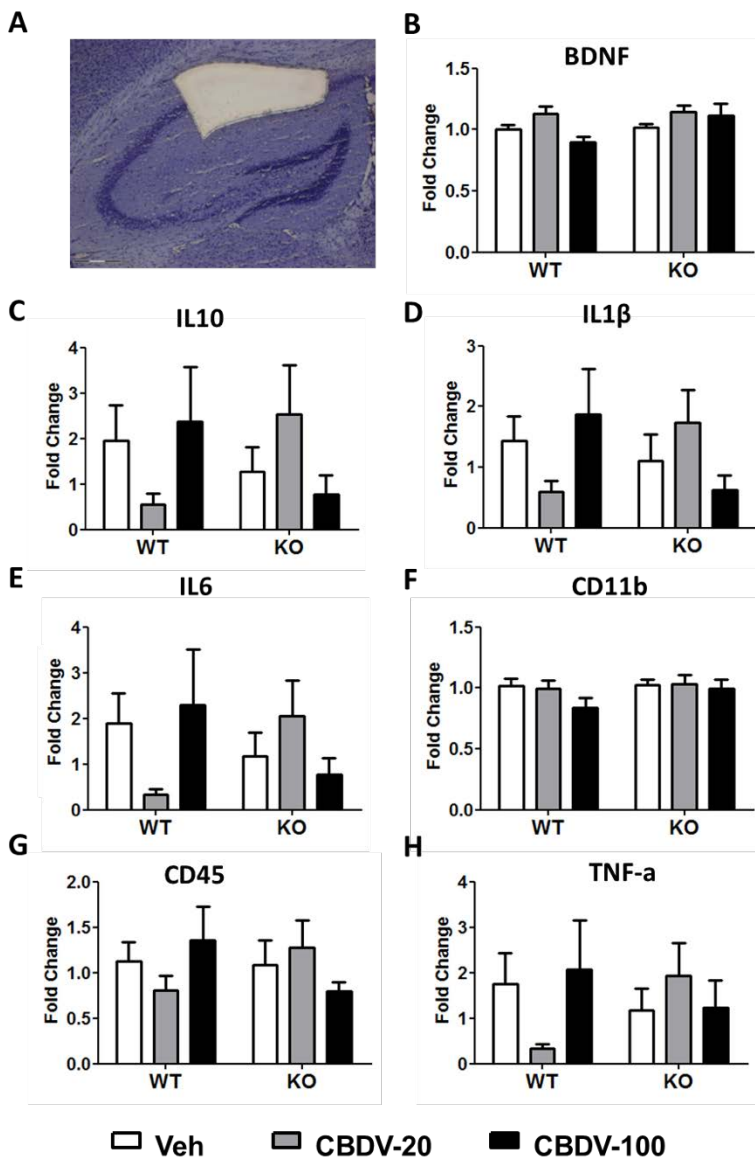 A
B
BDNF
Fold Change
1.5
1.0
0.5
0.0
WT KO
C
IL10
Fold Change
4
3
2
1
0
WT KO
D
IL1β
Fold Change
3
2
1
0
WT KO
E
IL6
Fold Change
4
3
2
1
0
WT KO
F
CD11b
Fold Change
1.5
1.0
0.5
0.0
WT KO
G
CD45
Fold Change
2.0
1.5
1.0
0.5
0.0
WT KO
H
TNF-a
Fold Change
4
3
2
1
0
WT KO
Veh CBDV-20 CBDV-100